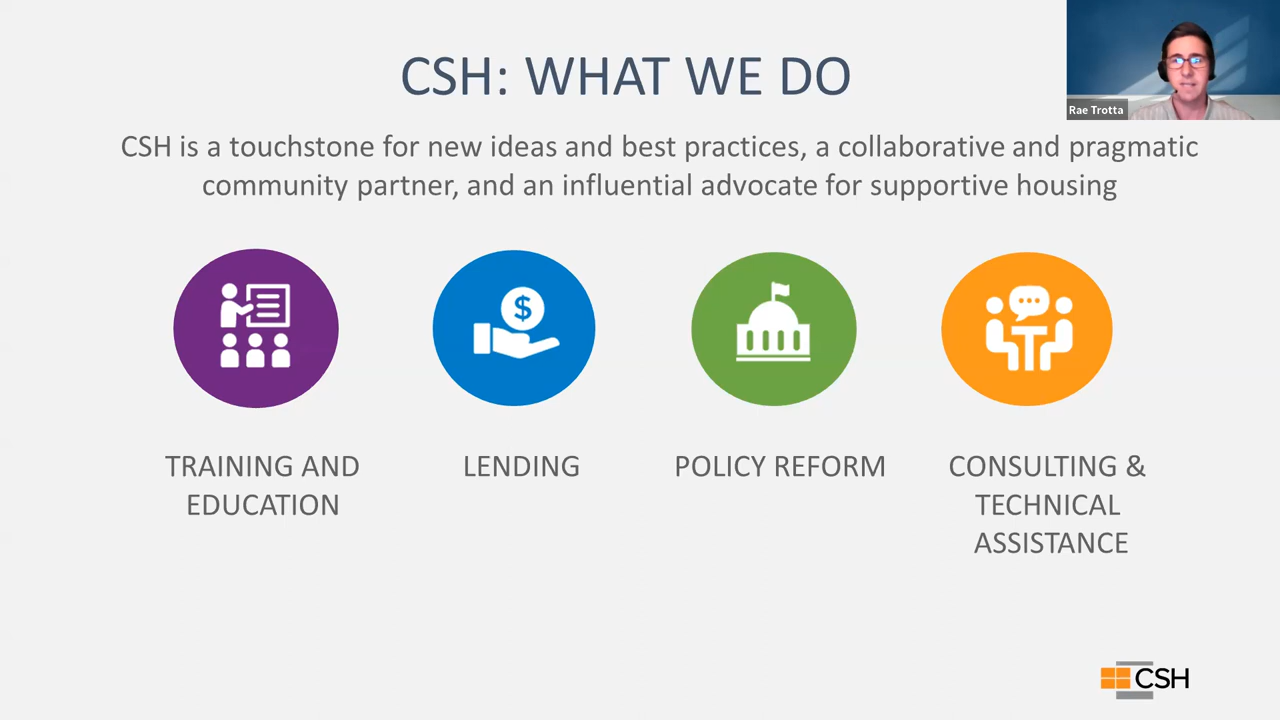 CSH: WHAT WE DO
Rae Trotta
CSH is a touchstone for new ideas and best practices, a collaborative and pragmatic
community partner, and an influential advocate for supportive housing
$
TRAINING AND
EDUCATION
LENDING
POLICY REFORM
CONSULTING &
TECHNICAL
ASSISTANCE
CSH